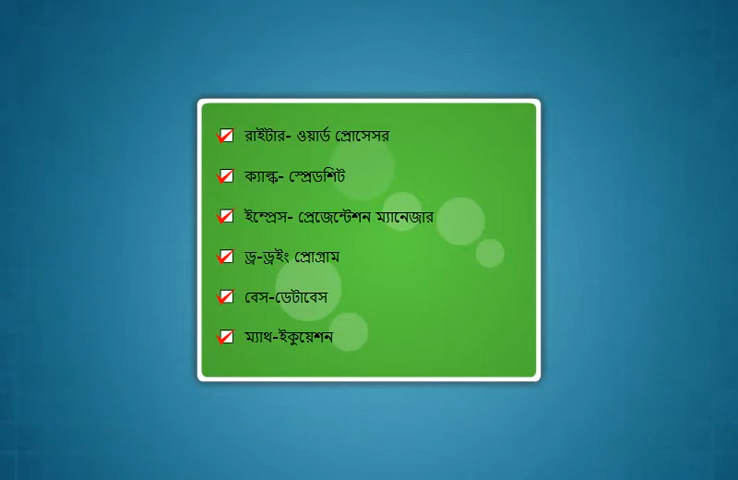 রাইটার- ওয়ার্ড প্রোসেসর
ক্যাল্ক- স্প্রেডশিট
ইম্প্রেস- প্রেজেন্টেশন ম্যানেজার
ড্র-ড্রইং প্রোগ্রাম
বেস-ডেটাবেস
ম্যাথ-ইকুয়েশন